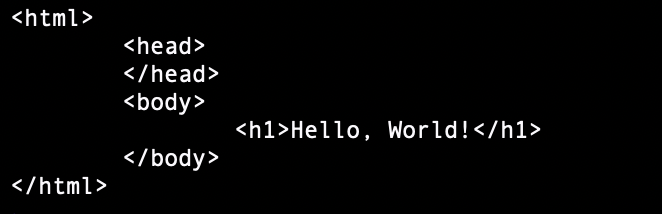 <html>
	<head>
	</head>
	<body>
		<h1>Hello, World!</h1>
	</body>
</html>